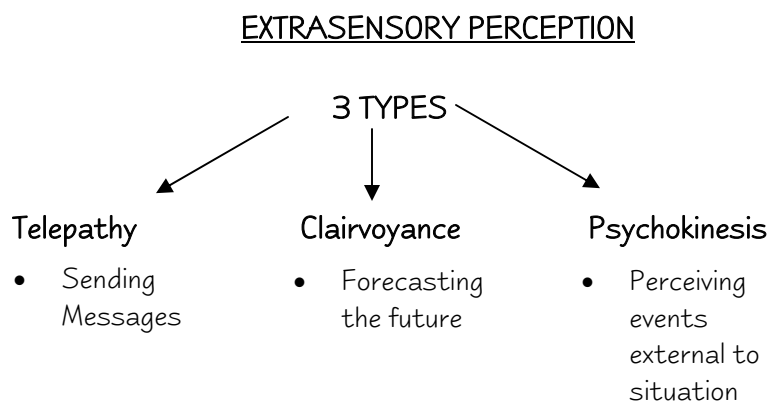 EXTRASENSORY PERCEPTION
3 TYPES
Telepathy
• Sending
Messages
Clairvoyance
• Forecasting
the future
Psychokinesis
• Perceiving
events
external to
situation